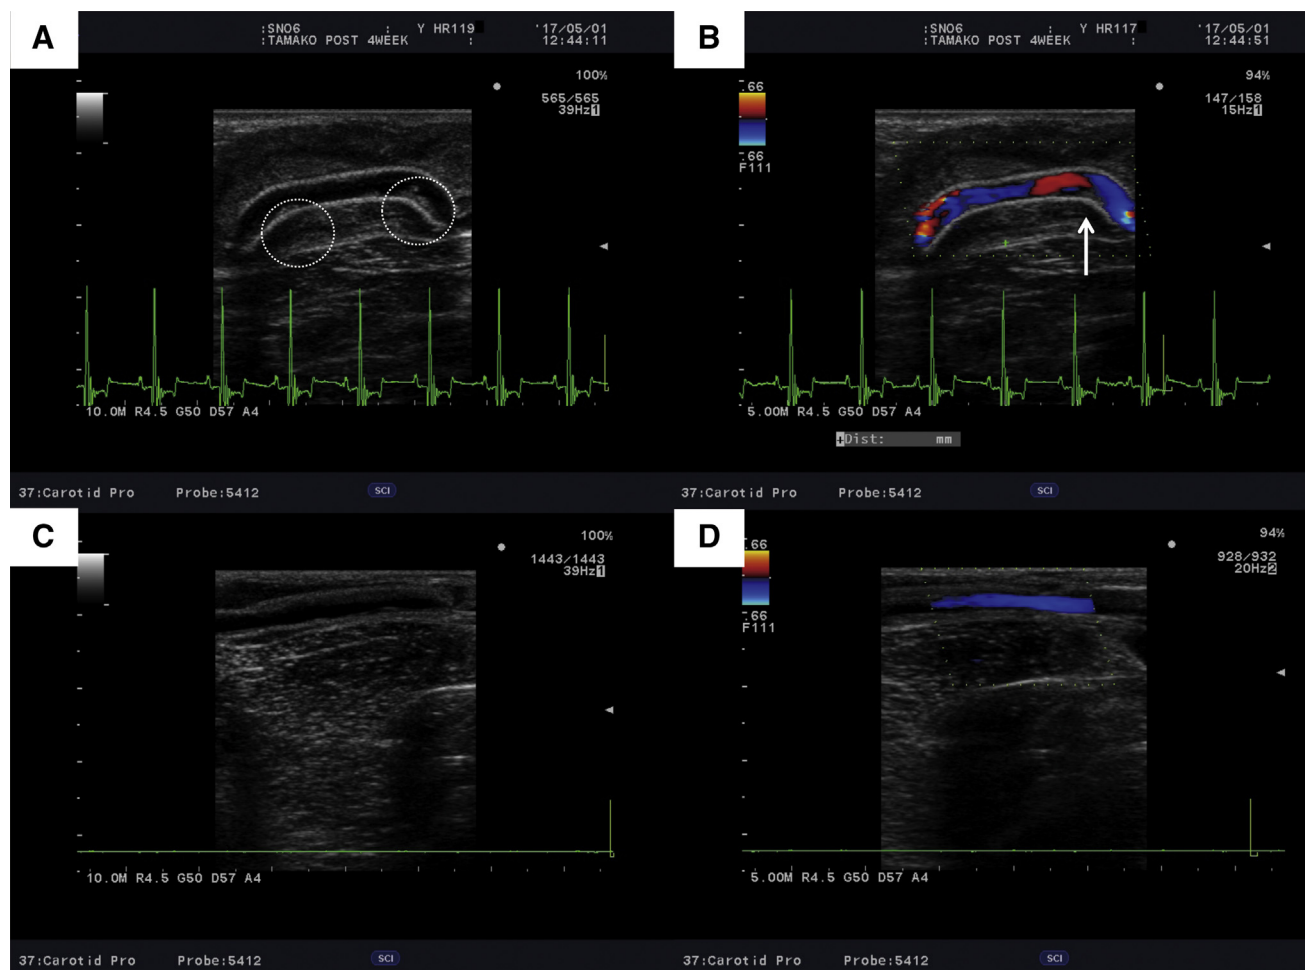 A
:SNO6 : Y HR119 '17/05/01
:TAMAKO POST 4WEEK : 12:44:11
100%
565/565
39Hz1
10.0M R4.5 G50 D57 A4
37:Carotid Pro Probe:5412 SCI
B
:SNO6 : Y HR117 '17/05/01
:TAMAKO POST 4WEEK : 12:44:51
94%
.66
147/158
15Hz1
.66
F111
5.00M R4.5 G50 D57 A4
+Dist: mm
37:Carotid Pro Probe:5412 SCI
C
100%
1443/1443
39Hz1
10.0M R4.5 G50 D57 A4
37:Carotid Pro Probe:5412 SCI
D
94%
.66
928/932
20Hz2
.66
F111
5.00M R4.5 G50 D57 A4
37:Carotid Pro Probe:5412 SCI